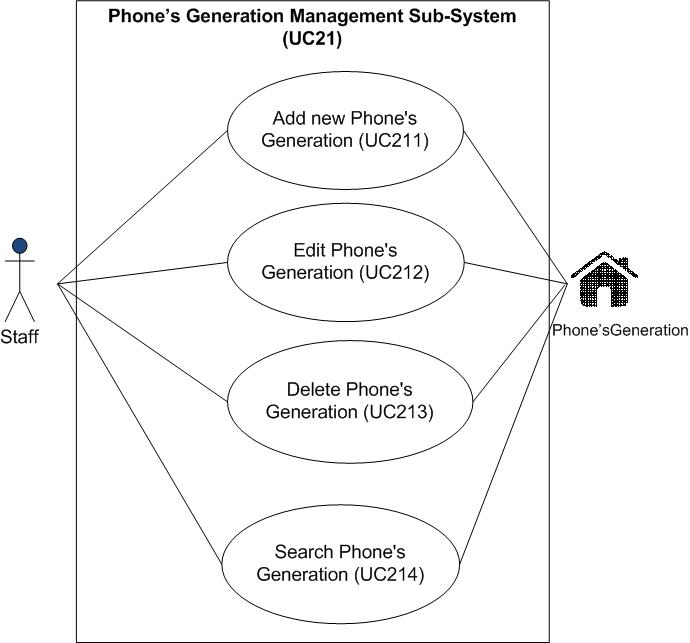 Phone’s Generation Management Sub-System
(UC21)
Add new Phone's
Generation (UC211)
Edit Phone's
Generation (UC212)
Staff
Phone’sGeneration
Delete Phone's
Generation (UC213)
Search Phone's
Generation (UC214)